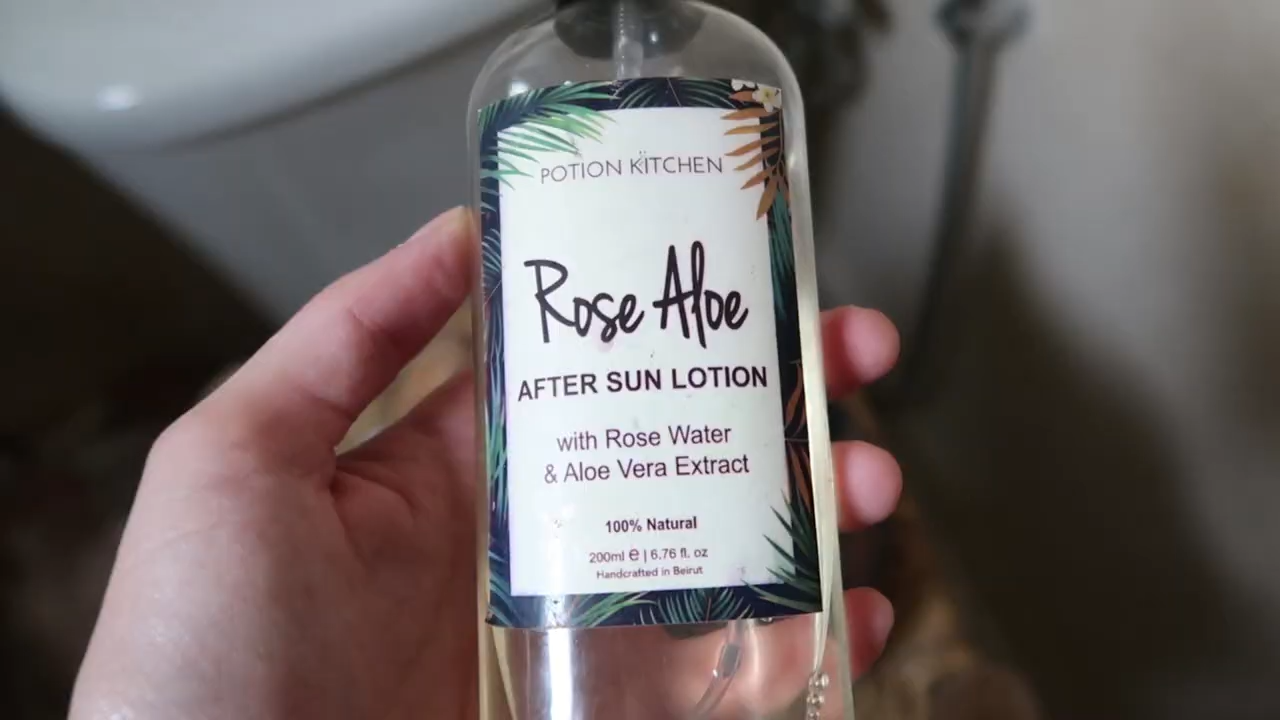 POTION KITCHEN
Rose Aloe
AFTER SUN LOTION
with Rose Water
& Aloe Vera Extract
100% Natural
200ml e | 6.76 fl. oz
Handcrafted in Beirut